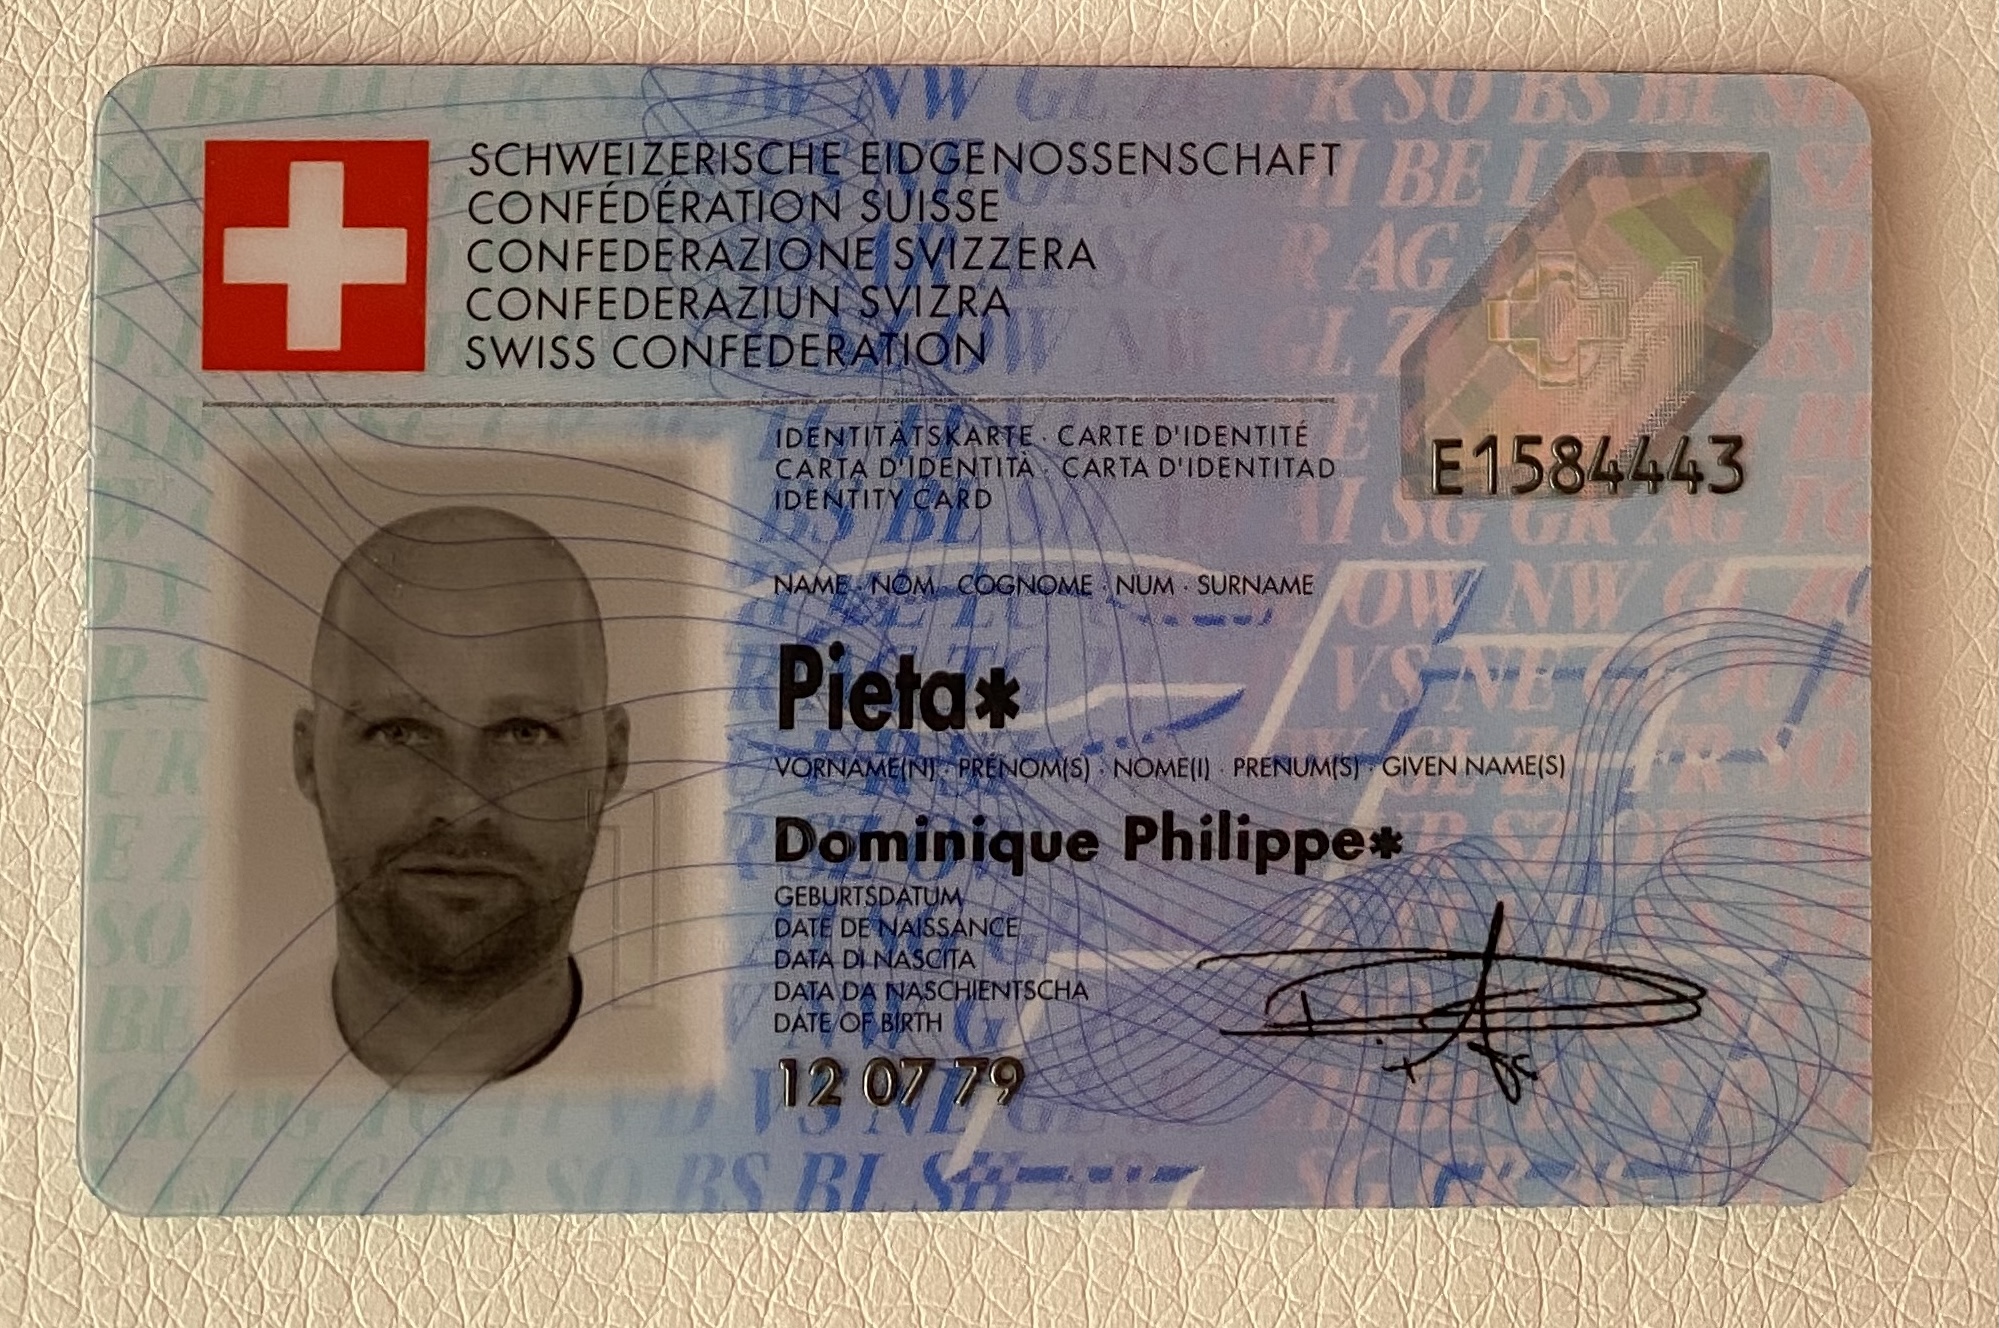 SCHWEIZERISCHE EIDGENOSSENSCHAFT
CONFÉDÉRATION SUISSE
CONFEDERAZIONE SVIZZERA
CONFEDERAZIUN SVIZRA
SWISS CONFEDERATION
IDENTITÄTSKARTE · CARTE D'IDENTITÉ
CARTA D'IDENTITÀ · CARTA D'IDENTITAD
IDENTITY CARD
E1584443
NAME · NOM · COGNOME · NUM · SURNAME
Pieta*
VORNAME(N) · PRÉNOM(S) · NOME(I) · PRENUM(S) · GIVEN NAME(S)
Dominique Philippe*
GEBURTSDATUM
DATE DE NAISSANCE
DATA DI NASCITA
DATA DA NASCHIENTSCHA
DATE OF BIRTH
12 07 79